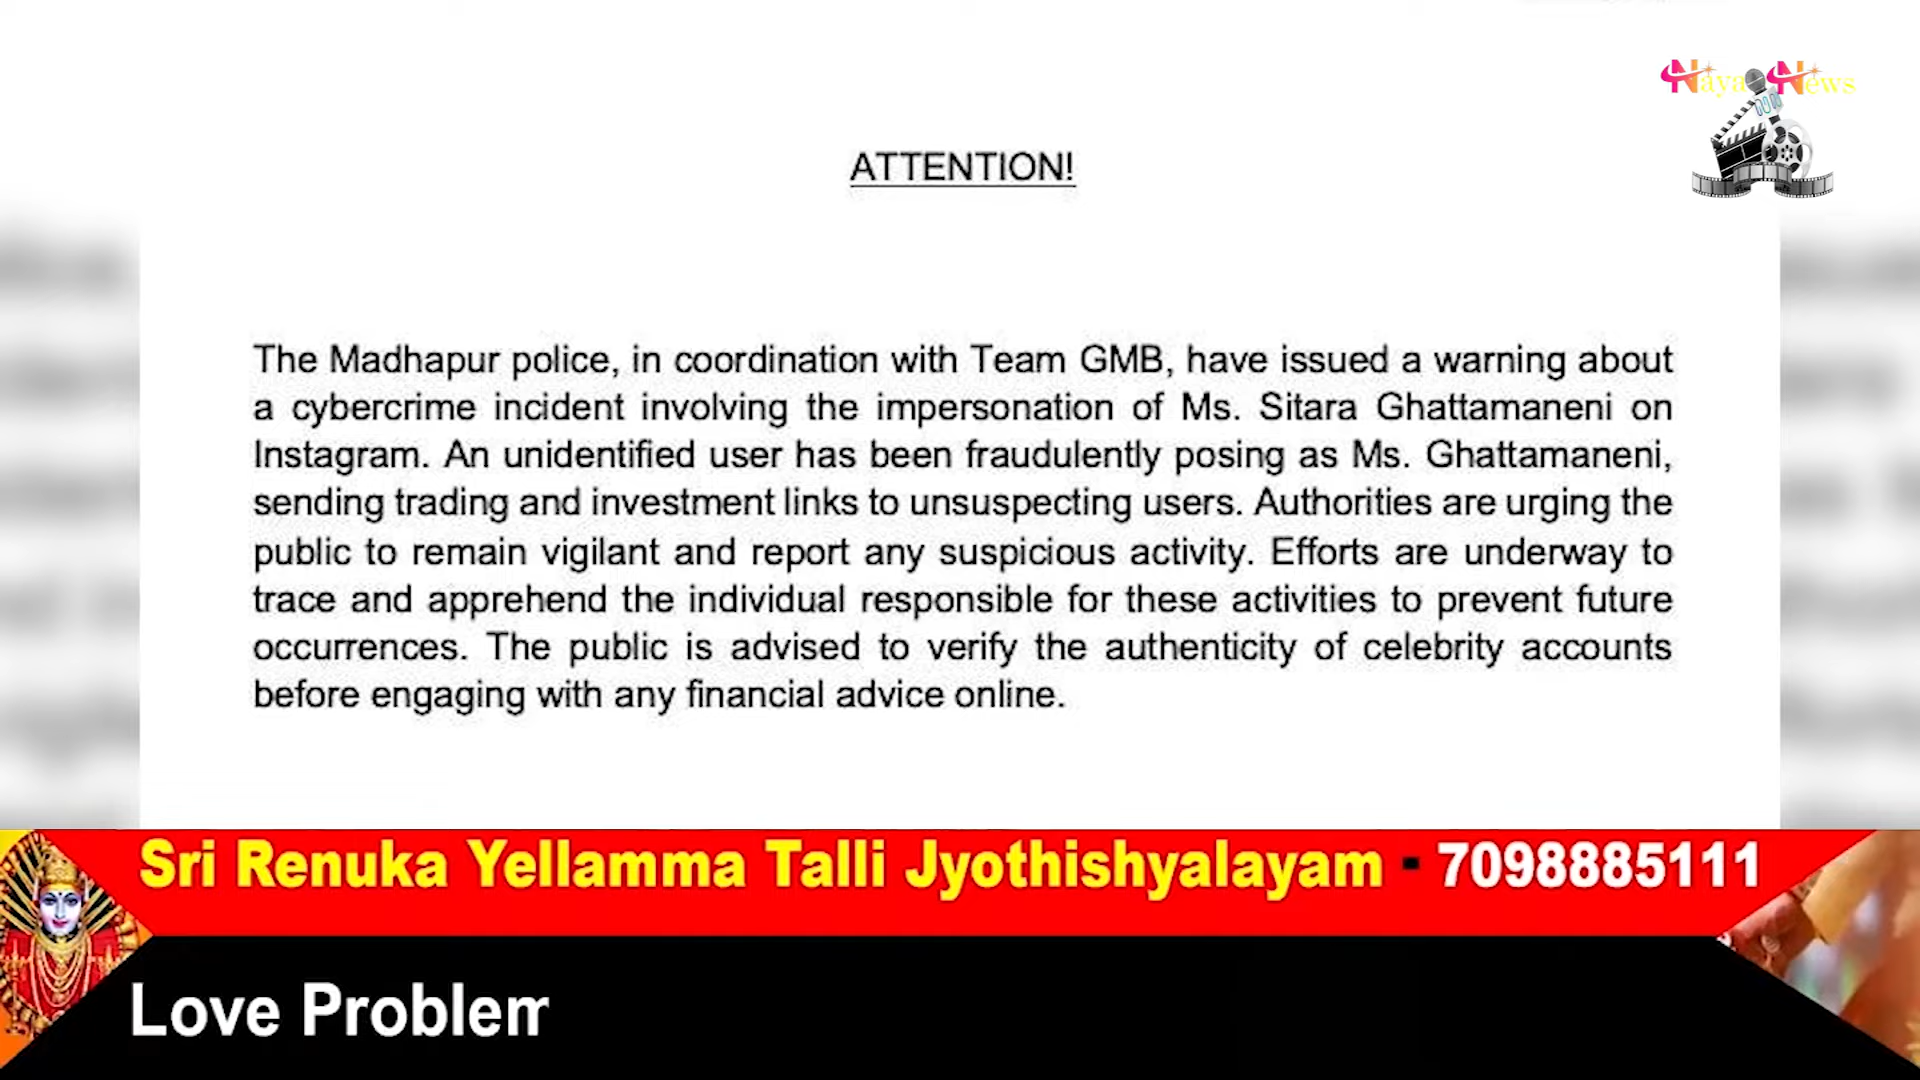 Naya News
ATTENTION!
The Madhapur police, in coordination with Team GMB, have issued a warning about
a cybercrime incident involving the impersonation of Ms. Sitara Ghattamaneni on
Instagram. An unidentified user has been fraudulently posing as Ms. Ghattamaneni,
sending trading and investment links to unsuspecting users. Authorities are urging the
public to remain vigilant and report any suspicious activity. Efforts are underway to
trace and apprehend the individual responsible for these activities to prevent future
occurrences. The public is advised to verify the authenticity of celebrity accounts
before engaging with any financial advice online.
Sri Renuka Yellamma Talli Jyothishyalayam - 7098885111
Love Problem